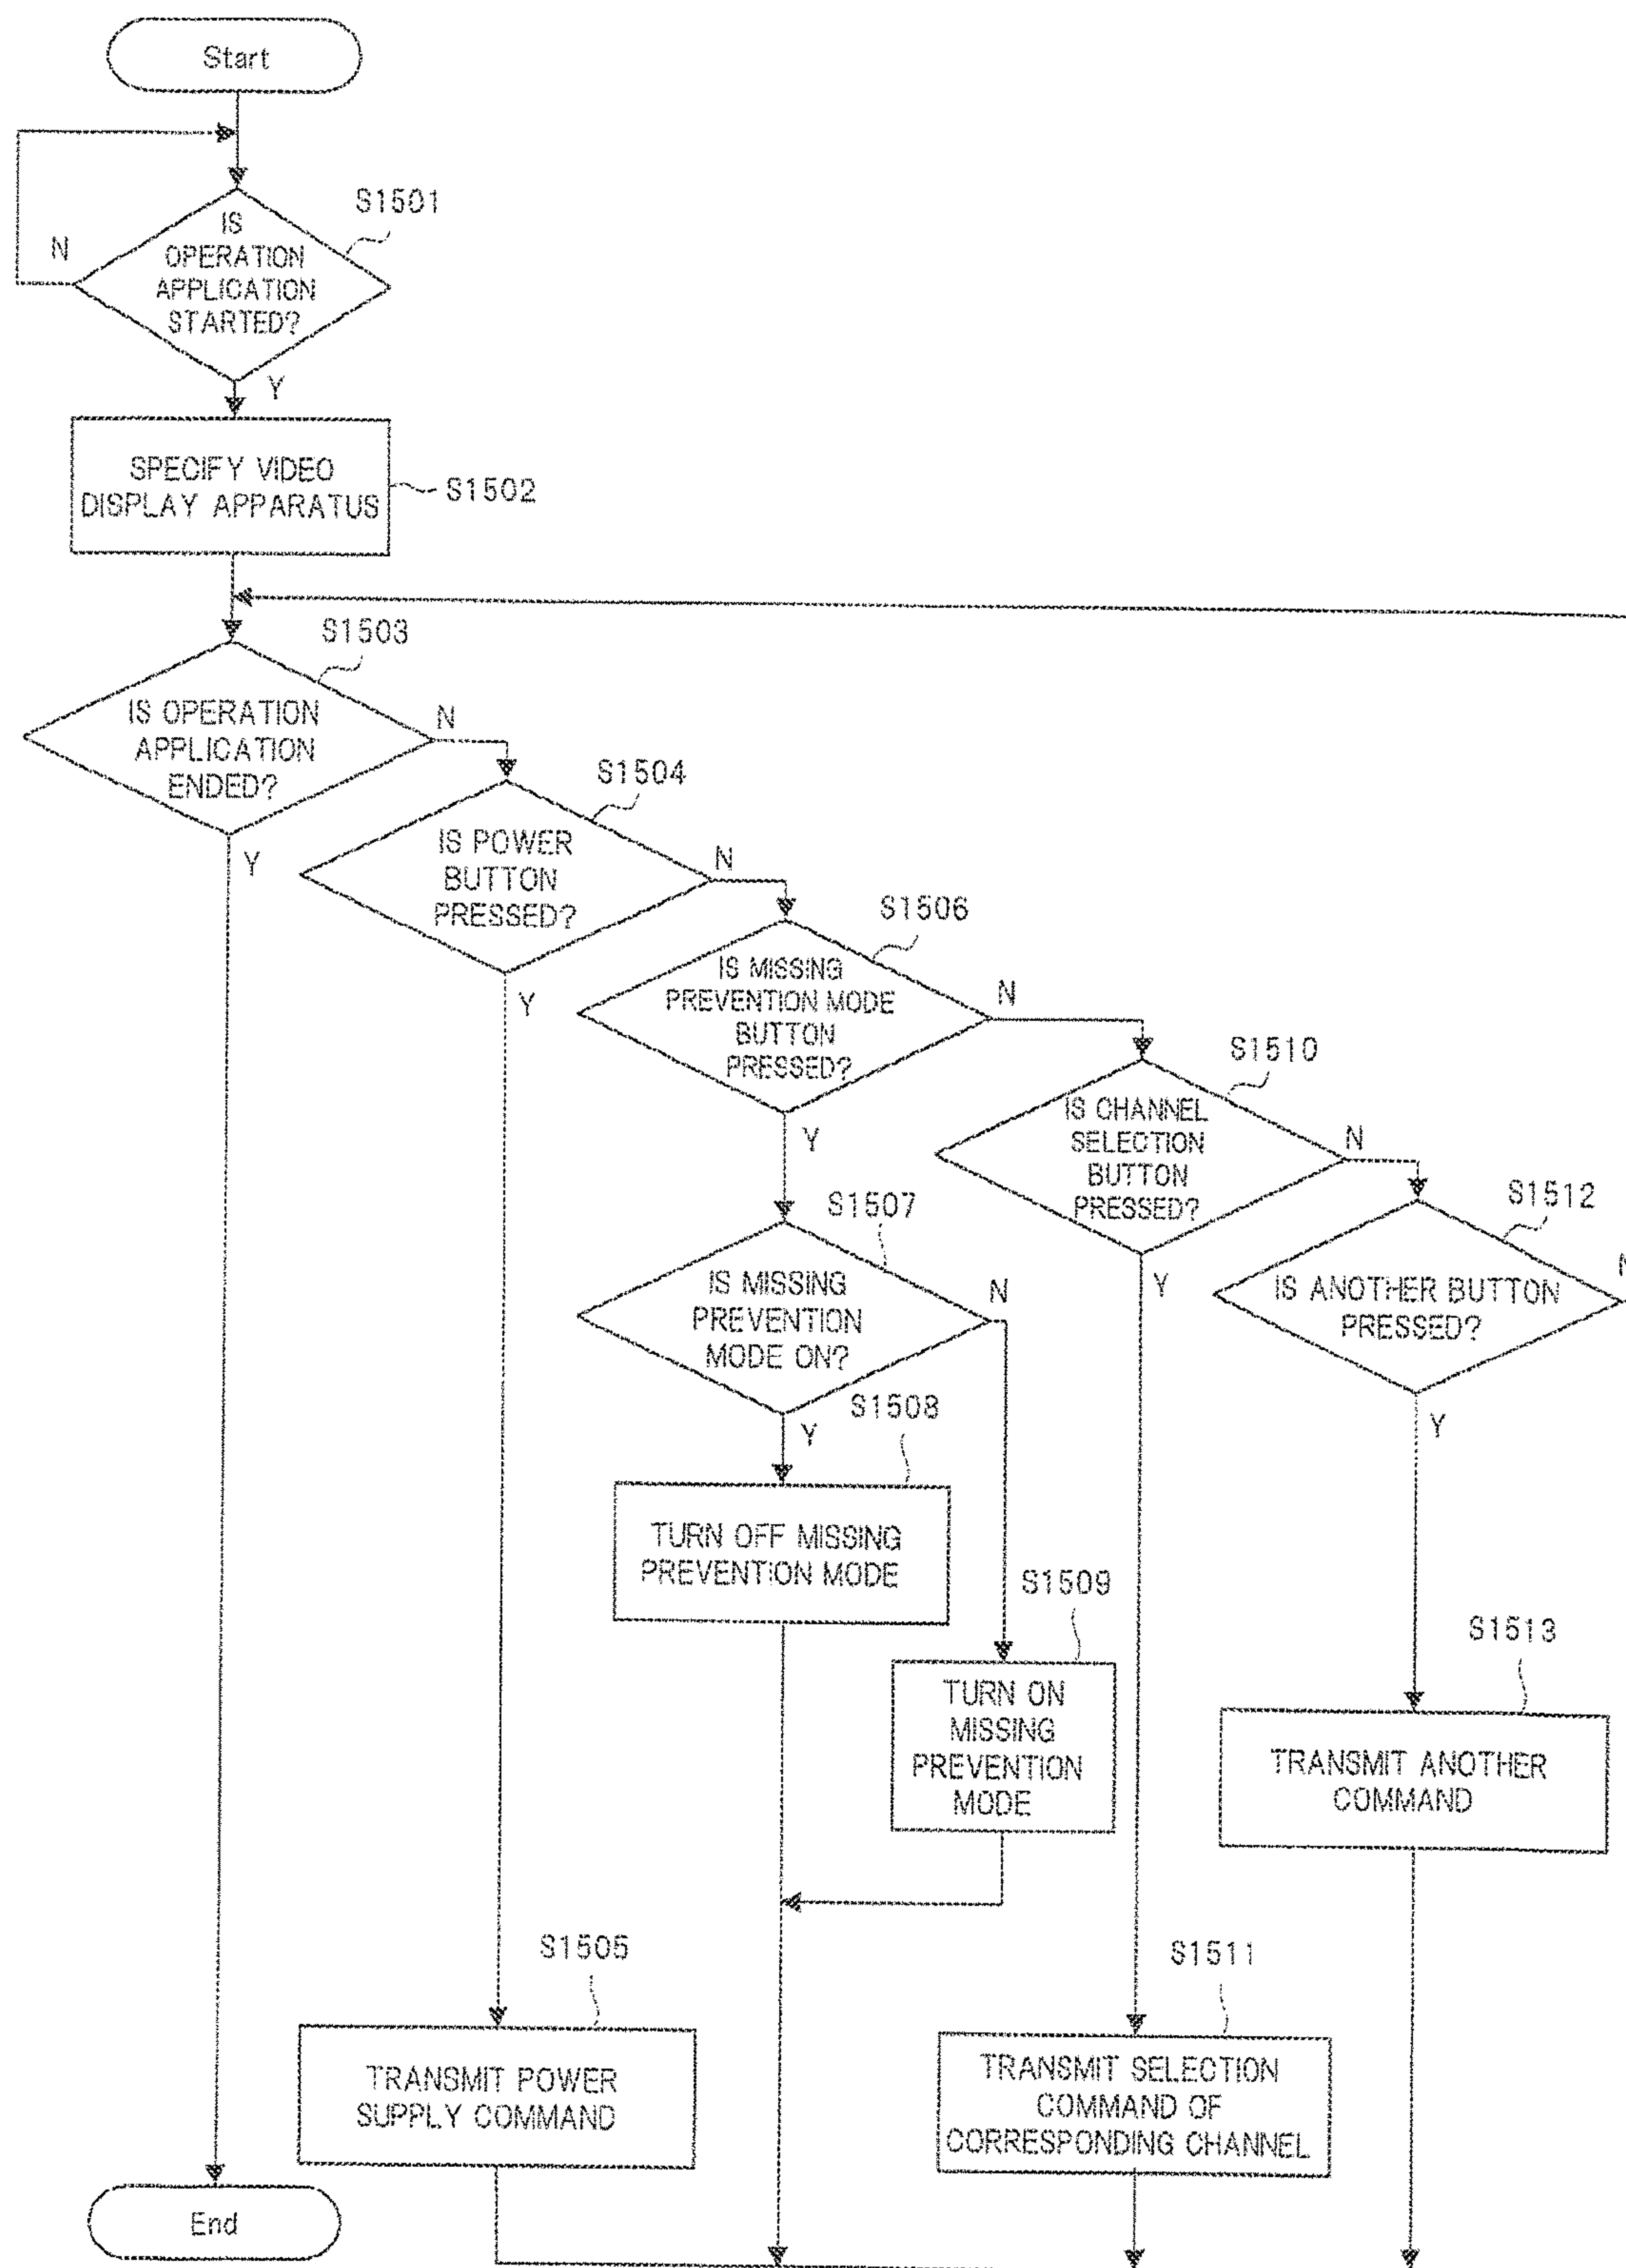 Start
S1501
N
IS
OPERATION
APPLICATION
STARTED?
Y
SPECIFY VIDEO
DISPLAY APPARATUS
S1502
S1503
IS OPERATION
APPLICATION
ENDED?
N
Y
S1504
IS POWER
BUTTON
PRESSED?
N
Y
S1506
IS MISSING
PREVENTION MODE
BUTTON
PRESSED?
N
Y
S1510
IS CHANNEL
SELECTION
BUTTON
PRESSED?
N
Y
S1507
IS MISSING
PREVENTION
MODE ON?
N
Y
S1512
IS ANOTHER BUTTON
PRESSED?
N
Y
S1508
TURN OFF MISSING
PREVENTION MODE
S1509
TURN ON
MISSING
PREVENTION
MODE
S1513
TRANSMIT ANOTHER
COMMAND
S1505
TRANSMIT POWER
SUPPLY COMMAND
S1511
TRANSMIT SELECTION
COMMAND OF
CORRESPONDING CHANNEL
End